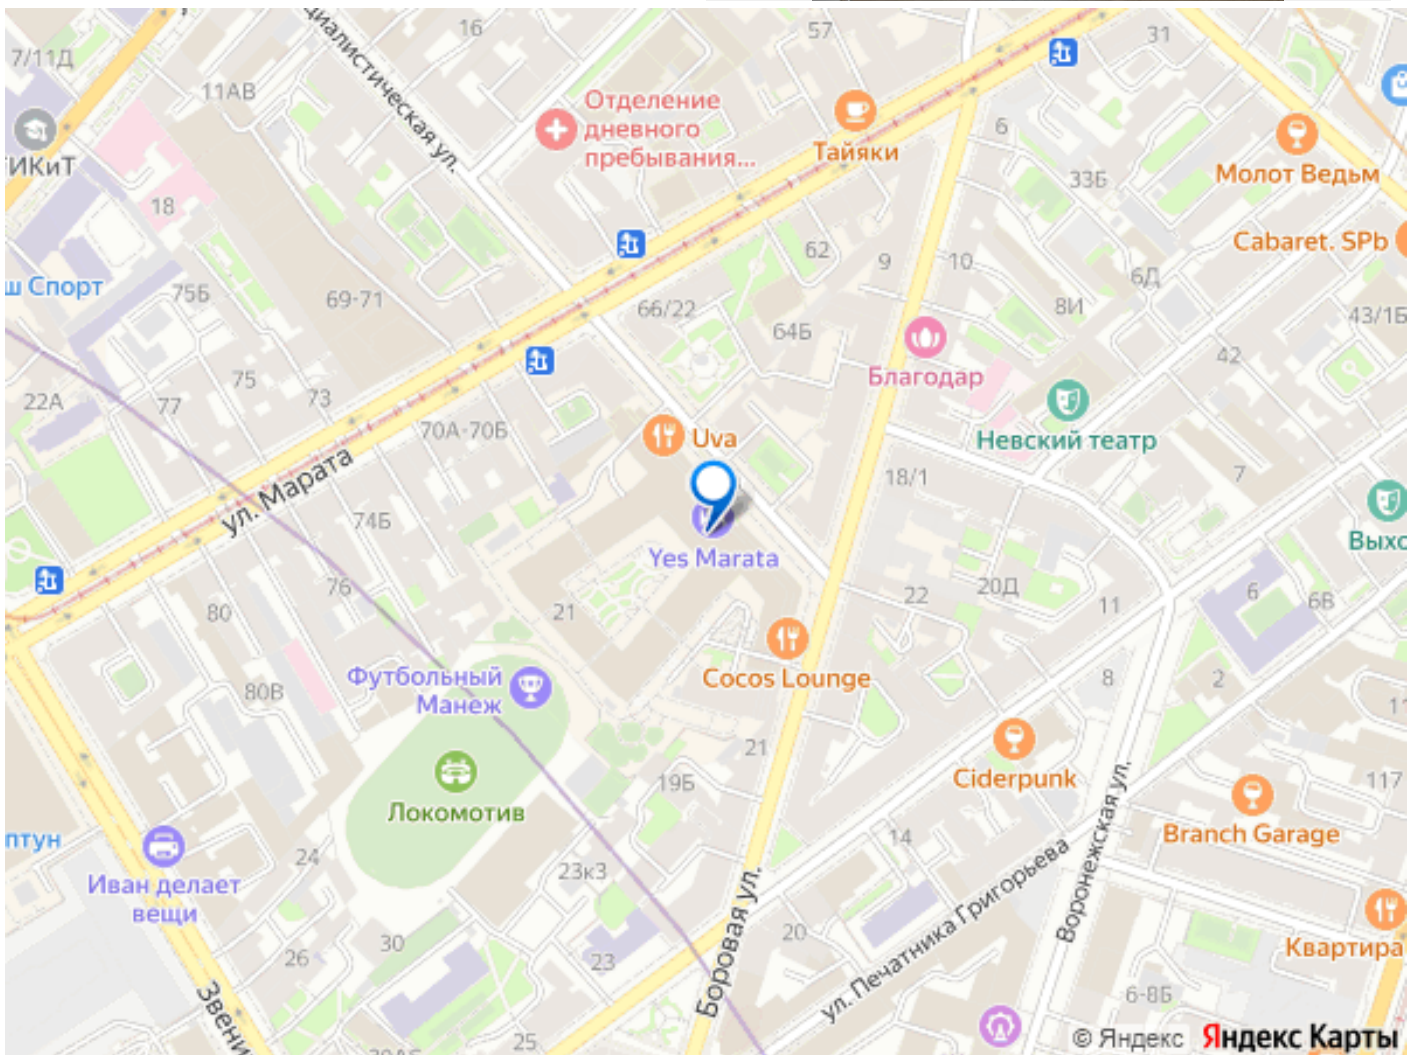 16
57
31
7/11Д
циалистическая ул.
11АВ
Отделение
дневного
пребывания...
Тайяки
6
Молот Ведьм
ИКиТ
33Б
18
Cabaret. SPb
62
9
10
6Д
ш Спорт
75Б
69-71
66/22
8И
43/1Б
64Б
42
75
Благодар
22А
77
73
70А-70Б
Uva
Невский театр
ул. Марата
18/1
7
74Б
Yes Marata
Выхо
76
20Д
22
11
6
6В
80
21
Футбольный
Манеж
Cocos Lounge
8
2
80В
11
21
Ciderpunk
19Б
117
Локомотив
Branch Garage
птун
14
24
Воронежская ул.
23к3
Иван делает
вещи
ул. Печатника Григорьева
Боровая ул.
20
30
Квартира
26
23
6-8Б
Звени
25
© Яндекс Яндекс Карты